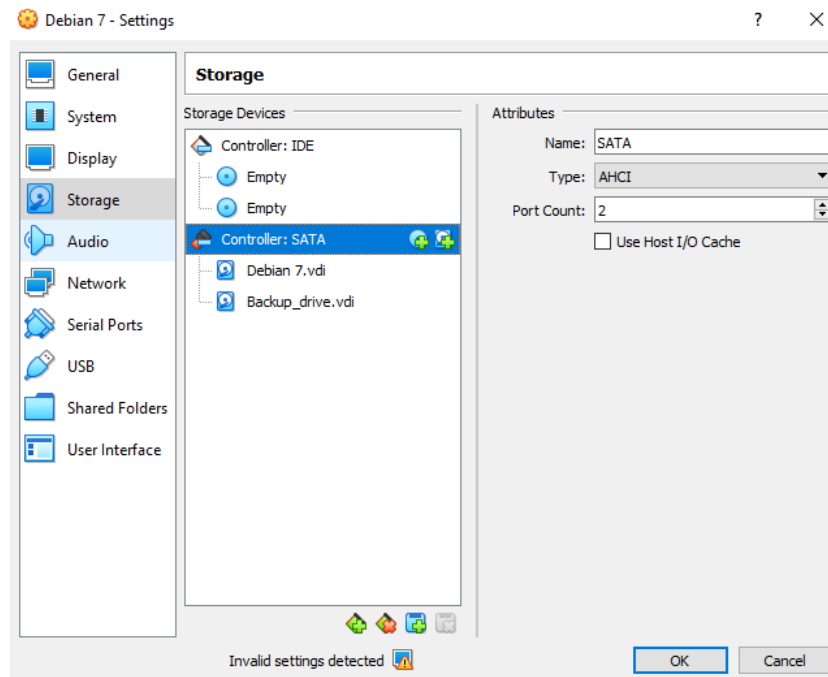 Debian 7 - Settings
?
General
System
Display
Storage
Audio
Network
Serial Ports
USB
Shared Folders
User Interface
Storage
Storage Devices
Controller: IDE
Empty
Empty
Controller: SATA
Debian 7.vdi
Backup_drive.vdi
Attributes
Name: SATA
Type: AHCI
Port Count: 2
Use Host I/O Cache
Invalid settings detected
OK
Cancel